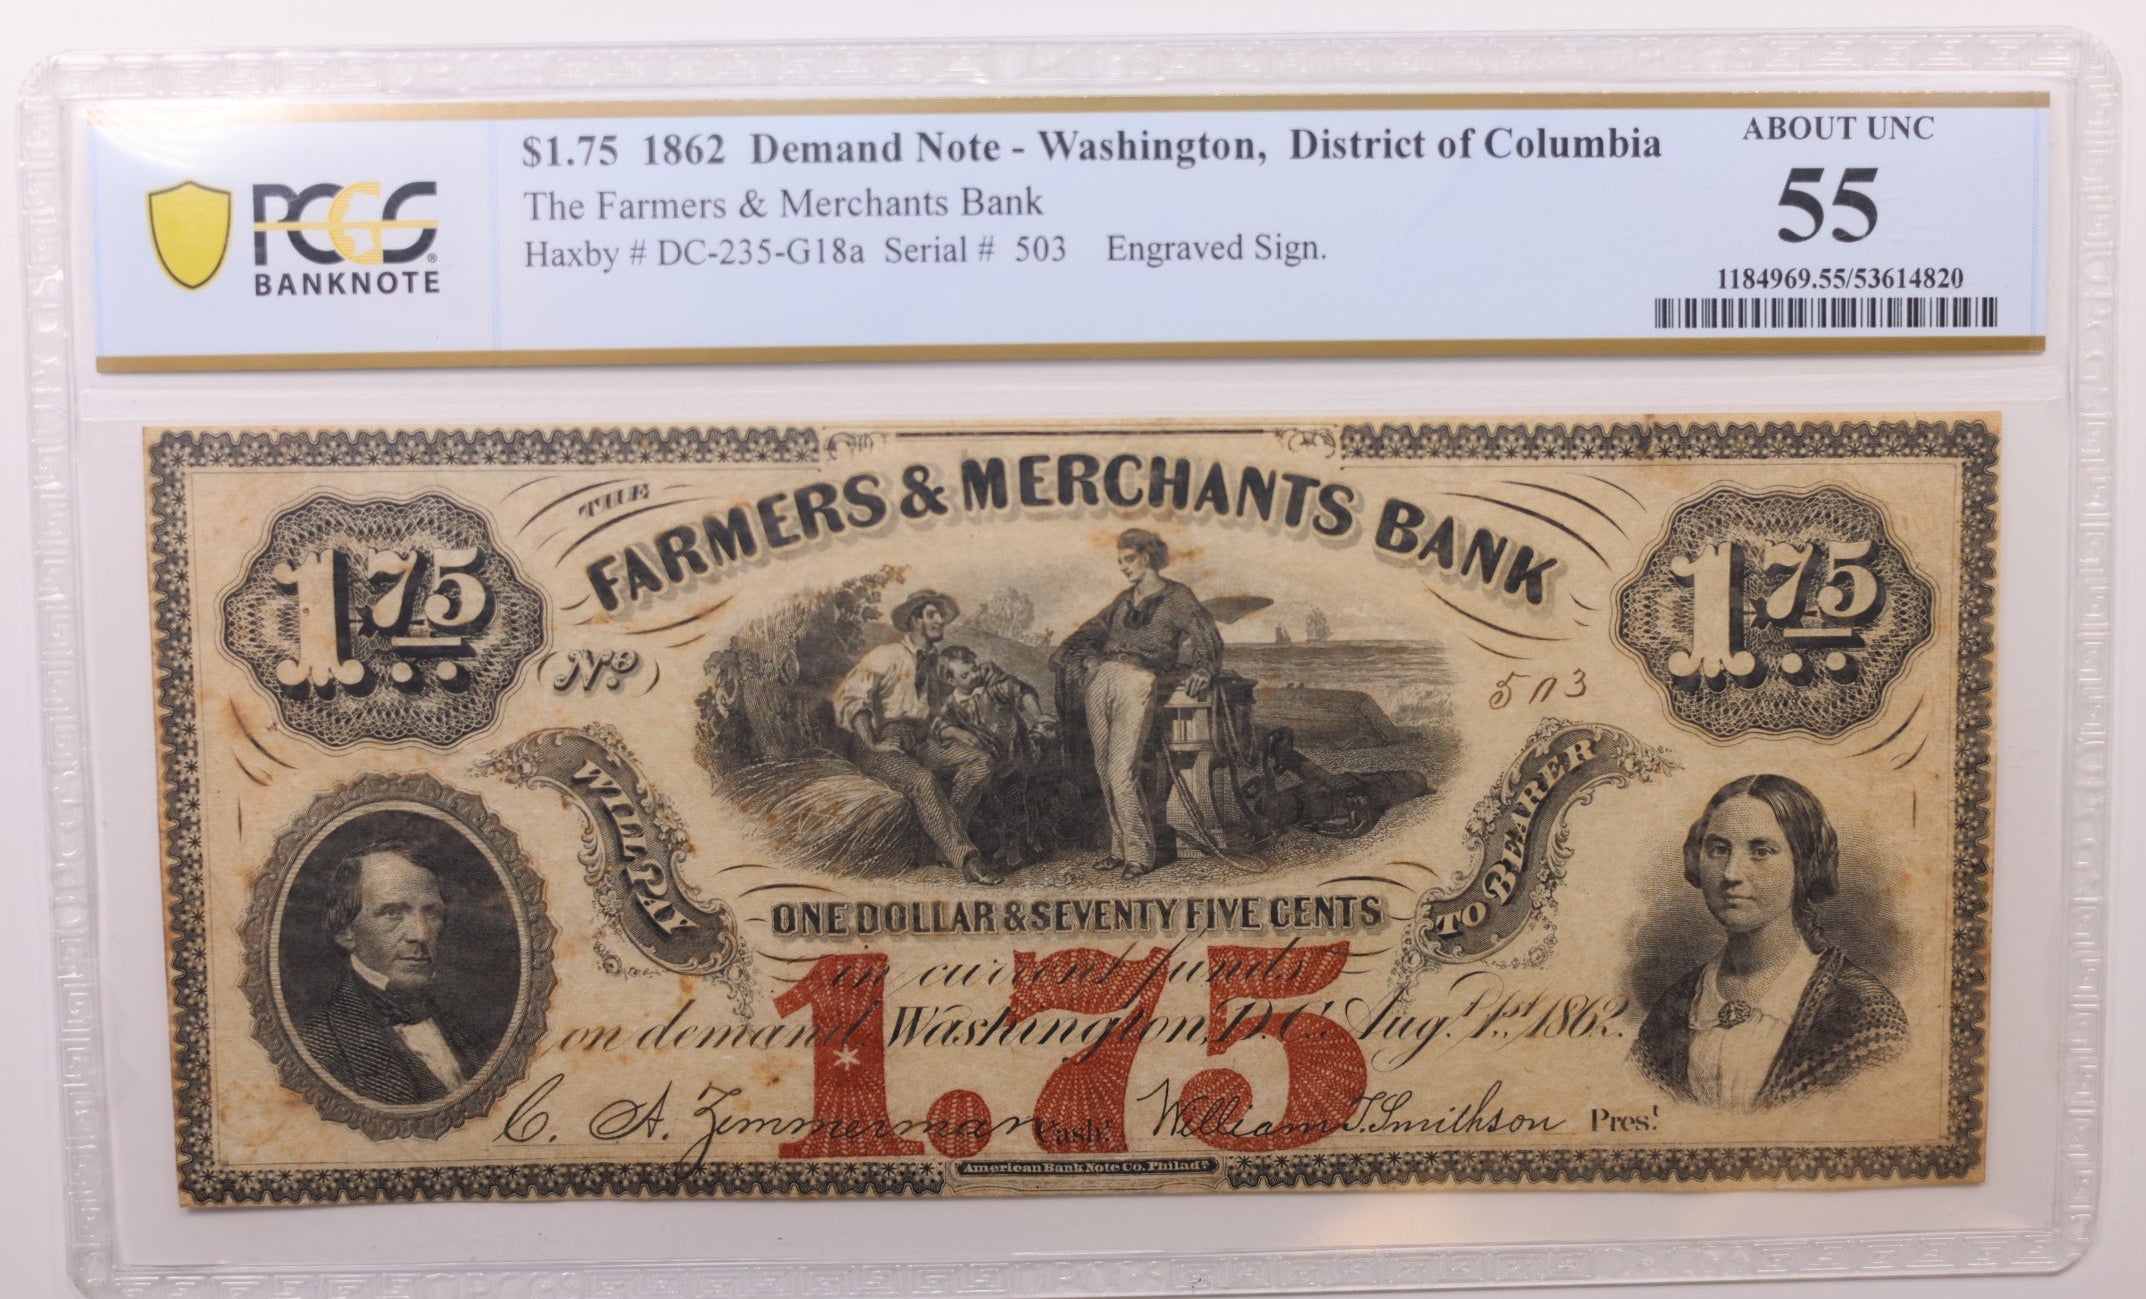 PCGS
BANKNOTE
$1.75 1862 Demand Note - Washington, District of Columbia
The Farmers & Merchants Bank
Haxby # DC-235-G18a Serial # 503 Engraved Sign.
ABOUT UNC
55
1184969.55/53614820
THE
FARMERS & MERCHANTS BANK
1.75
1.75
Nº
503
WILL PAY
TO BEARER
ONE DOLLAR & SEVENTY FIVE CENTS
in current funds
1.75
on demand. Washington, D.C. Augt. 1st 1862.
C. A. Zimmerman Cashr. William T. Smithson Prest.
American Bank Note Co. Philada.